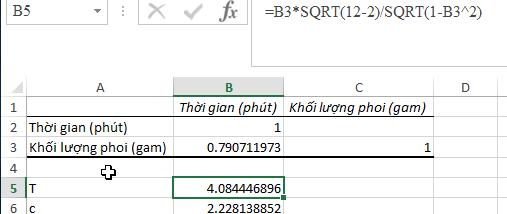 B5 fx =B3*SQRT(12-2)/SQRT(1-B3^2)
A B C D
1 Thời gian (phút) Khối lượng phoi (gam)
2 Thời gian (phút) 1
3 Khối lượng phoi (gam) 0.790711973 1
4
5 T 4.084446896
6 c 2.228138852